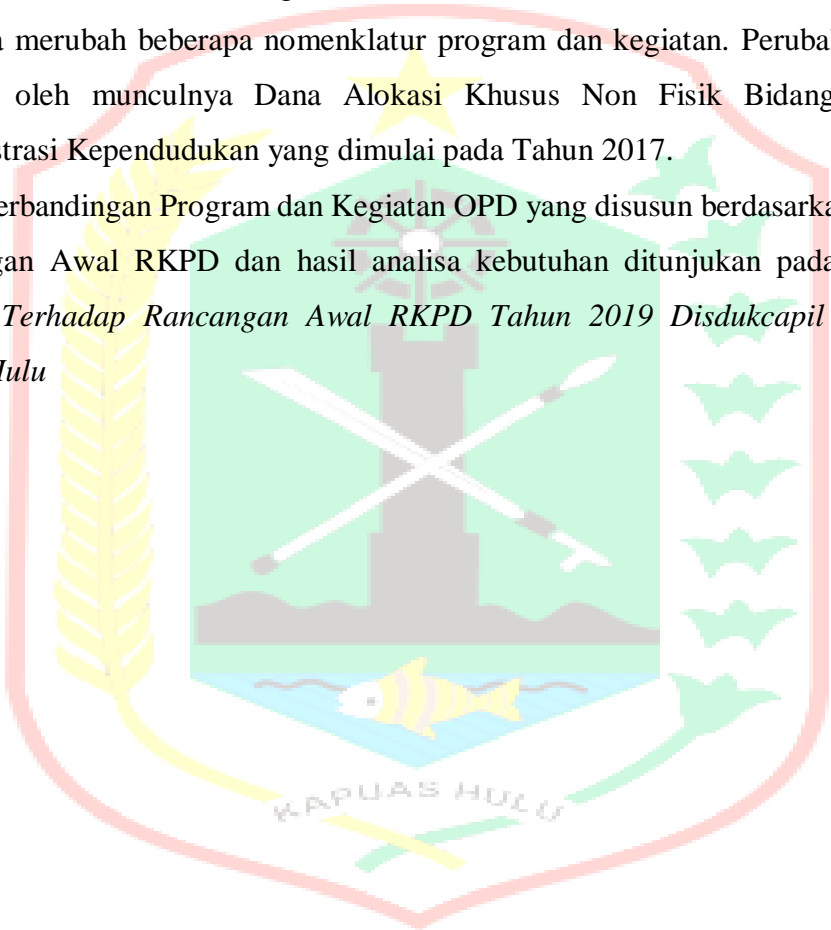 a merubah beberapa nomenklatur program dan kegiatan. Perubah
oleh munculnya Dana Alokasi Khusus Non Fisik Bidang
strasi Kependudukan yang dimulai pada Tahun 2017.
erbandingan Program dan Kegiatan OPD yang disusun berdasarka
gan Awal RKPD dan hasil analisa kebutuhan ditunjukan pada
Terhadap Rancangan Awal RKPD Tahun 2019 Disdukcapil
Hulu
KAPUAS HULU